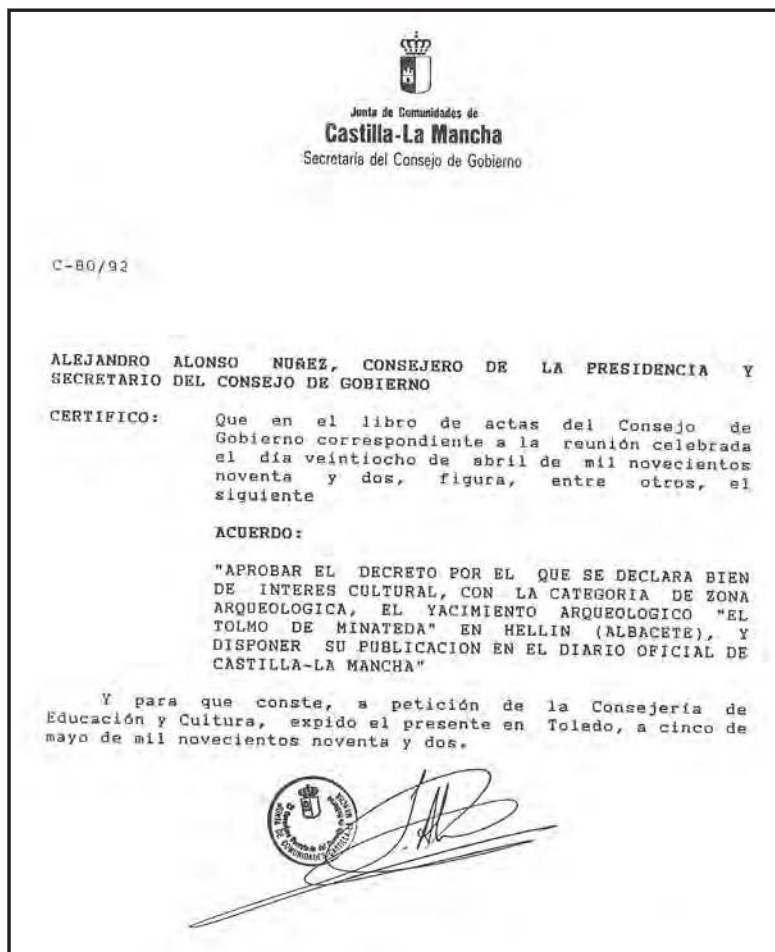 Junta de Comunidades de
Castilla-La Mancha
Secretaría del Consejo de Gobierno
C-80/92
ALEJANDRO ALONSO NUÑEZ, CONSEJERO DE LA PRESIDENCIA Y
SECRETARIO DEL CONSEJO DE GOBIERNO
CERTIFICO: Que en el libro de actas del Consejo de
Gobierno correspondiente a la reunión celebrada
el día veintiocho de abril de mil novecientos
noventa y dos, figura, entre otros, el
siguiente
ACUERDO:
"APROBAR EL DECRETO POR EL QUE SE DECLARA BIEN
DE INTERES CULTURAL, CON LA CATEGORIA DE ZONA
ARQUEOLOGICA, EL YACIMIENTO ARQUEOLOGICO "EL
TOLMO DE MINATEDA" EN HELLIN (ALBACETE), Y
DISPONER SU PUBLICACION EN EL DIARIO OFICIAL DE
CASTILLA-LA MANCHA"
Y para que conste, a petición de la Consejería de
Educación y Cultura, expido el presente en Toledo, a cinco de
mayo de mil novecientos noventa y dos.
JUNTA DE COMUNIDADES CASTILLA-LA MANCHA